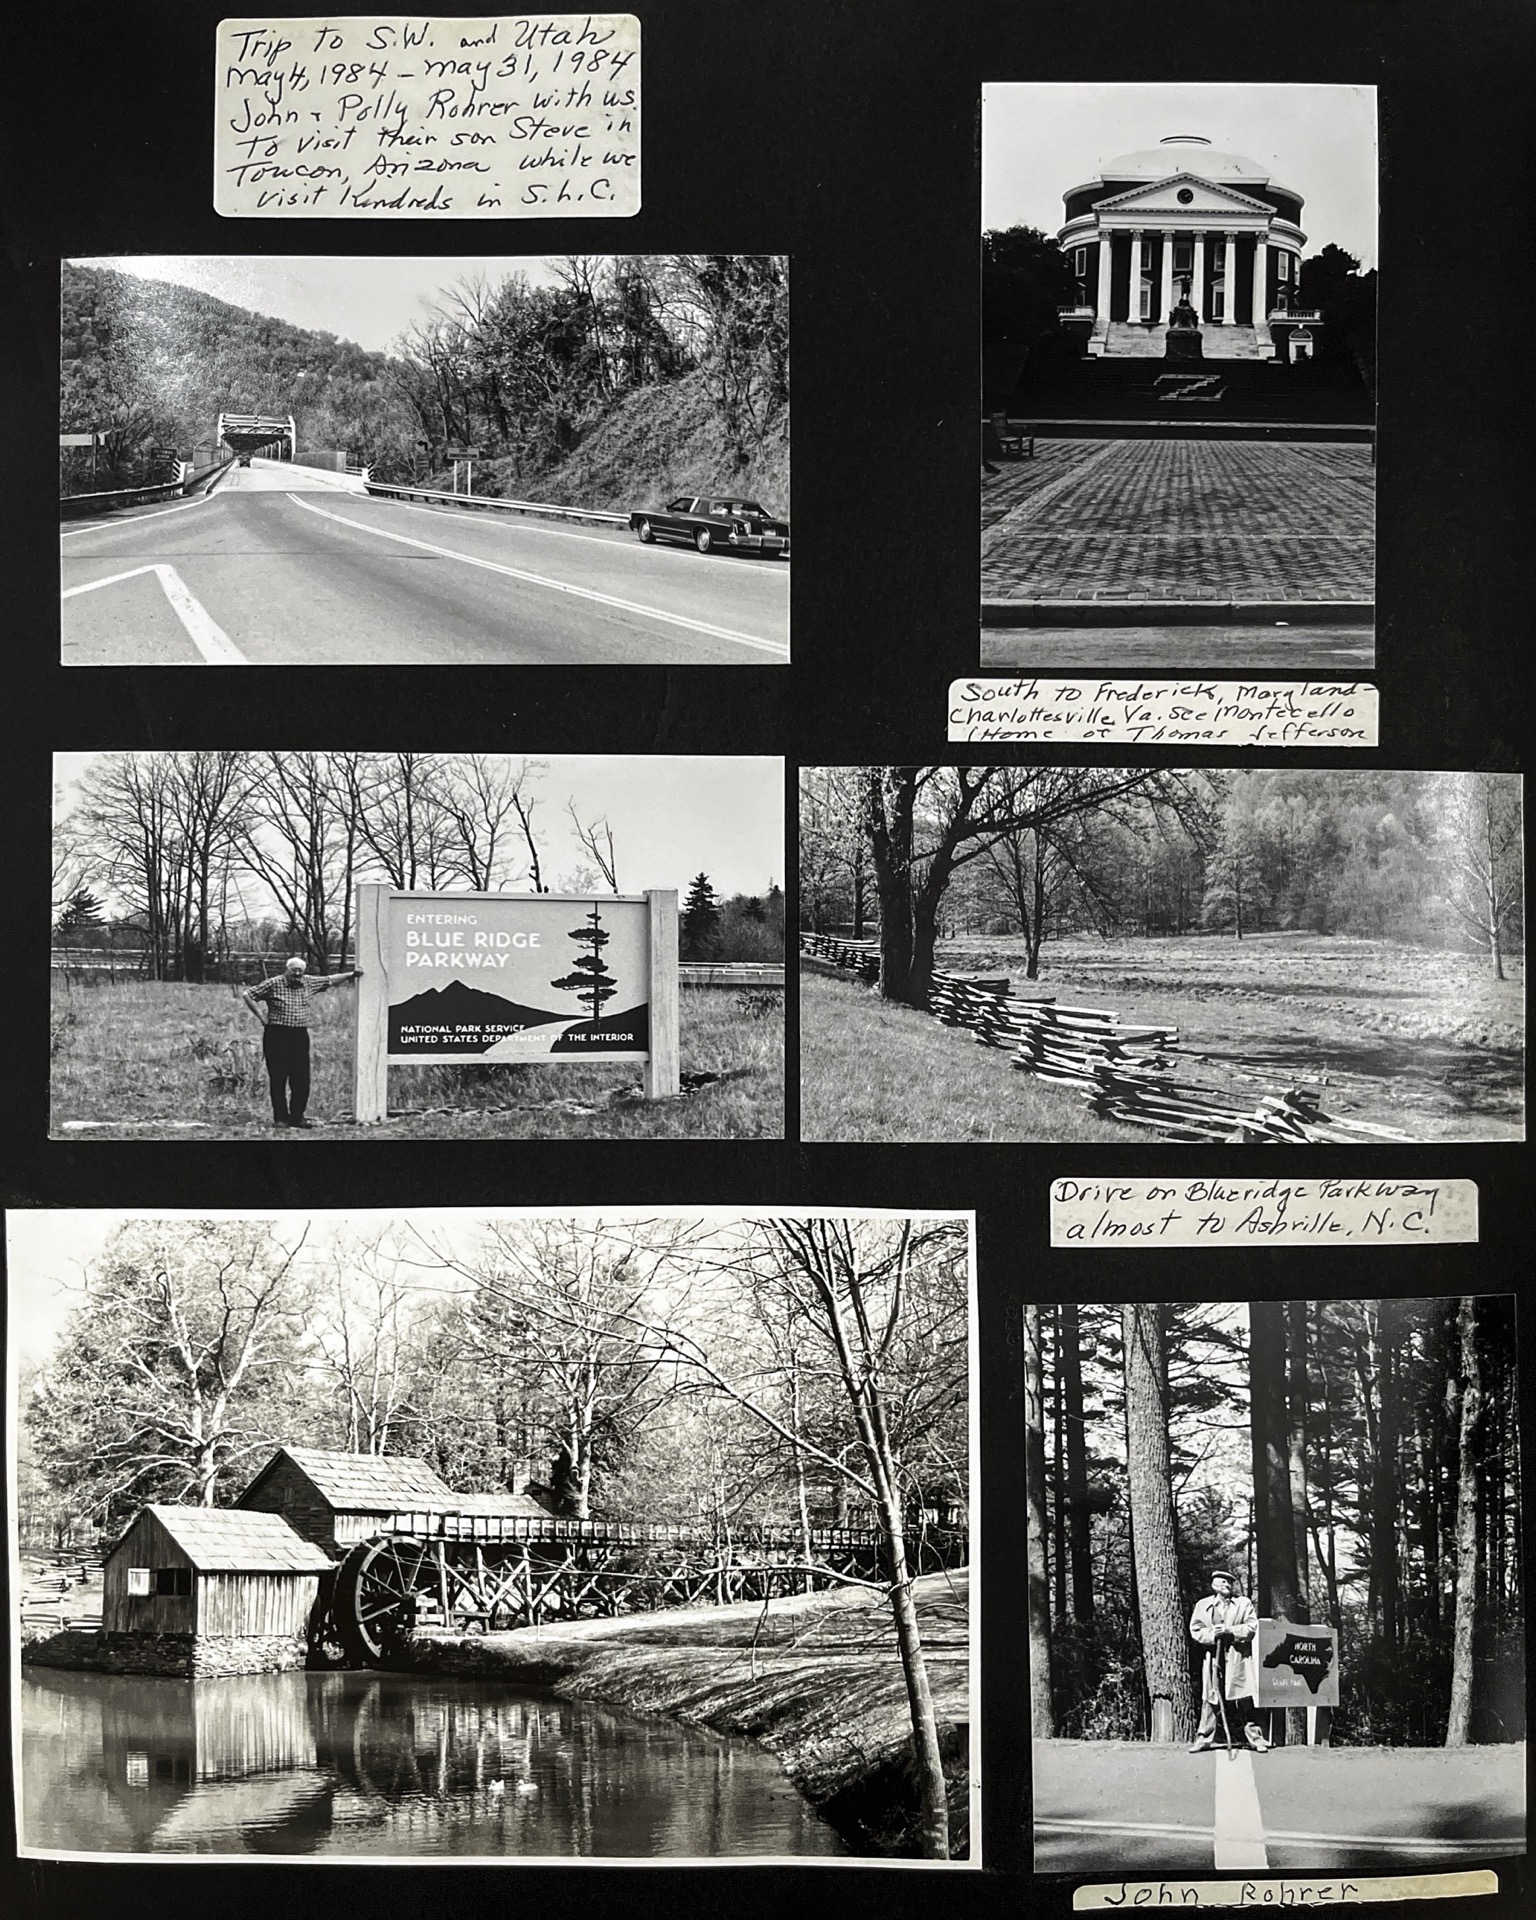 Trip to S.W. and Utah
May 4, 1984 - May 31, 1984
John & Polly Rohrer with us
To visit their son Steve in
Toucon, Arizona while we
visit Kendreds in S.L.C.
South to Frederick, Maryland-
Charlottesville, Va. See Montecello
(Home of Thomas Jefferson
ENTERING
BLUE RIDGE
PARKWAY
NATIONAL PARK SERVICE
UNITED STATES DEPARTMENT OF THE INTERIOR
Drive on Blueridge Parkway
almost to Ashville, N.C.
NORTH
CAROLINA
STATE LINE
John Rohrer